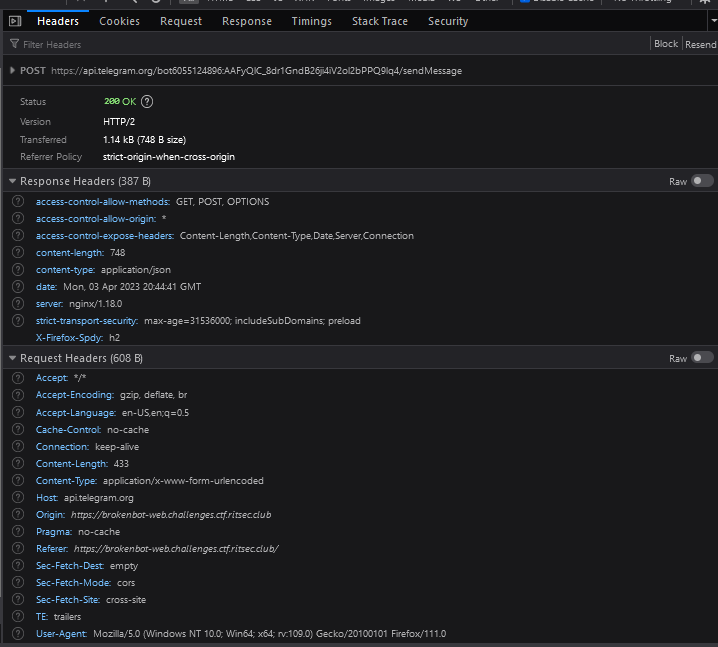 Headers Cookies Request Response Timings Stack Trace Security
Filter Headers Block Resend
POST https://api.telegram.org/bot6055124896:AAFyQlC_8dr1GndB26ji4iV2ol2bPPQ9lq4/sendMessage
Status 200 OK ?
Version HTTP/2
Transferred 1.14 kB (748 B size)
Referrer Policy strict-origin-when-cross-origin
Response Headers (387 B) Raw
? access-control-allow-methods: GET, POST, OPTIONS
? access-control-allow-origin: *
? access-control-expose-headers: Content-Length,Content-Type,Date,Server,Connection
? content-length: 748
? content-type: application/json
? date: Mon, 03 Apr 2023 20:44:41 GMT
? server: nginx/1.18.0
? strict-transport-security: max-age=31536000; includeSubDomains; preload
X-Firefox-Spdy: h2
Request Headers (608 B) Raw
? Accept: */*
? Accept-Encoding: gzip, deflate, br
? Accept-Language: en-US,en;q=0.5
? Cache-Control: no-cache
? Connection: keep-alive
? Content-Length: 433
? Content-Type: application/x-www-form-urlencoded
? Host: api.telegram.org
? Origin: https://brokenbot-web.challenges.ctf.ritsec.club
? Pragma: no-cache
? Referer: https://brokenbot-web.challenges.ctf.ritsec.club/
? Sec-Fetch-Dest: empty
? Sec-Fetch-Mode: cors
? Sec-Fetch-Site: cross-site
? TE: trailers
? User-Agent: Mozilla/5.0 (Windows NT 10.0; Win64; x64; rv:109.0) Gecko/20100101 Firefox/111.0